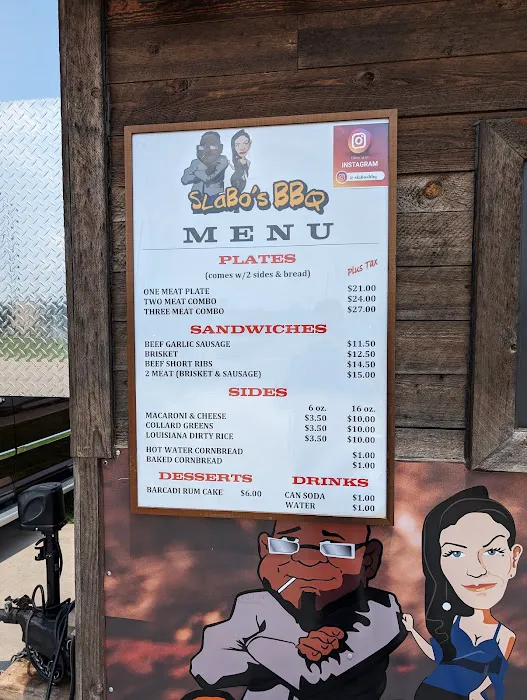 INSTAGRAM
SLABO'S BBQ
MENU
PLATES
(comes w/2 sides & bread)
Plus Tax
ONE MEAT PLATE $21.00
TWO MEAT COMBO $24.00
THREE MEAT COMBO $27.00
SANDWICHES
BEEF GARLIC SAUSAGE $11.50
BRISKET $12.50
BEEF SHORT RIBS $14.50
2 MEAT (BRISKET & SAUSAGE) $15.00
SIDES
6 oz. 16 oz.
MACARONI & CHEESE $3.50 $10.00
COLLARD GREENS $3.50 $10.00
LOUISIANA DIRTY RICE $3.50 $10.00
HOT WATER CORNBREAD $1.00
BAKED CORNBREAD $1.00
DESSERTS
BARCADI RUM CAKE $6.00
DRINKS
CAN SODA $1.00
WATER $1.00